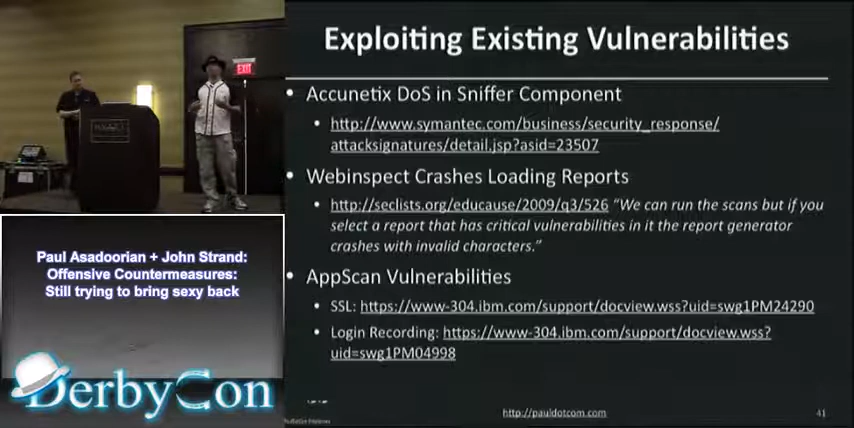 Exploiting Existing Vulnerabilities
• Accunetix DoS in Sniffer Component
• http://www.symantec.com/business/security_response/
attacksignatures/detail.jsp?asid=23507
• Webinspect Crashes Loading Reports
• http://seclists.org/educause/2009/q3/526 “We can run the scans but if you
select a report that has critical vulnerabilities in it the report generator
crashes with invalid characters.”
• AppScan Vulnerabilities
• SSL: https://www-304.ibm.com/support/docview.wss?uid=swg1PM24290
• Login Recording: https://www-304.ibm.com/support/docview.wss?
uid=swg1PM04998
http://pauldotcom.com
41
EXIT
HYATT
Paul Asadoorian + John Strand:
Offensive Countermeasures:
Still trying to bring sexy back
DerbyCon